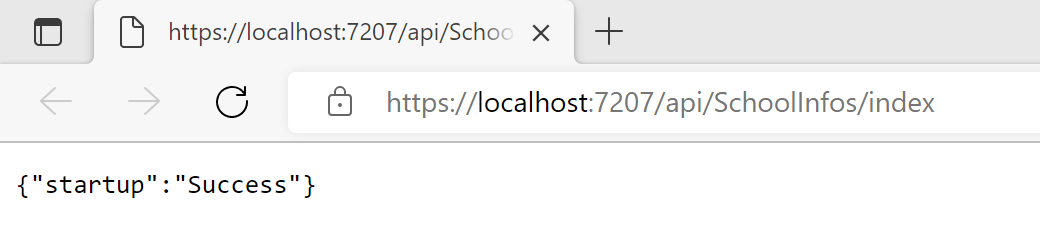 https://localhost:7207/api/Schoo
https://localhost:7207/api/SchoolInfos/index
{"startup":"Success"}